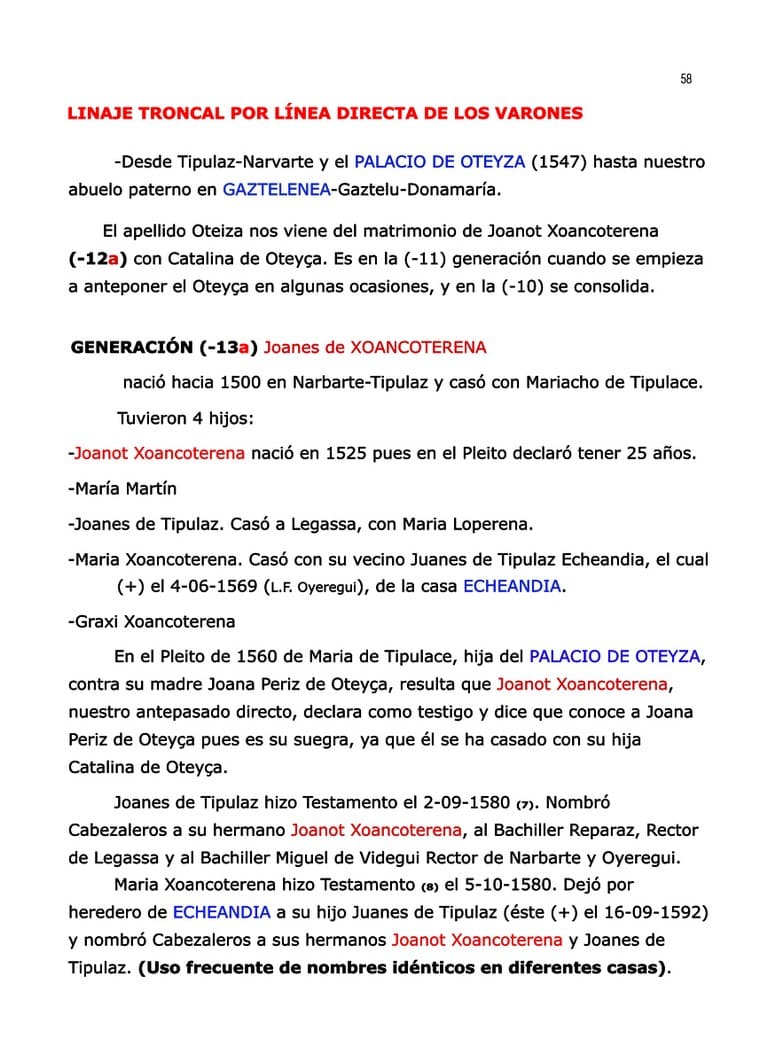 58
LINAJE TRONCAL POR LÍNEA DIRECTA DE LOS VARONES
-Desde Tipulaz-Narvarte y el PALACIO DE OTEYZA (1547) hasta nuestro
abuelo paterno en GAZTELENEA-Gaztelu-Donamaría.
El apellido Oteiza nos viene del matrimonio de Joanot Xoancoterena
(-12a) con Catalina de Oteyça. Es en la (-11) generación cuando se empieza
a anteponer el Oteyça en algunas ocasiones, y en la (-10) se consolida.
GENERACIÓN (-13a) Joanes de XOANCOTERENA
nació hacia 1500 en Narbarte-Tipulaz y casó con Mariacho de Tipulace.
Tuvieron 4 hijos:
-Joanot Xoancoterena nació en 1525 pues en el Pleito declaró tener 25 años.
-María Martín
-Joanes de Tipulaz. Casó a Legassa, con Maria Loperena.
-Maria Xoancoterena. Casó con su vecino Juanes de Tipulaz Echeandia, el cual
(+) el 4-06-1569 (L.F. Oyeregui), de la casa ECHEANDIA.
-Graxi Xoancoterena
En el Pleito de 1560 de Maria de Tipulace, hija del PALACIO DE OTEYZA,
contra su madre Joana Periz de Oteyça, resulta que Joanot Xoancoterena,
nuestro antepasado directo, declara como testigo y dice que conoce a Joana
Periz de Oteyça pues es su suegra, ya que él se ha casado con su hija
Catalina de Oteyça.
Joanes de Tipulaz hizo Testamento el 2-09-1580 (7). Nombró
Cabezaleros a su hermano Joanot Xoancoterena, al Bachiller Reparaz, Rector
de Legassa y al Bachiller Miguel de Videgui Rector de Narbarte y Oyeregui.
Maria Xoancoterena hizo Testamento (8) el 5-10-1580. Dejó por
heredero de ECHEANDIA a su hijo Juanes de Tipulaz (éste (+) el 16-09-1592)
y nombró Cabezaleros a sus hermanos Joanot Xoancoterena y Joanes de
Tipulaz. (Uso frecuente de nombres idénticos en diferentes casas).